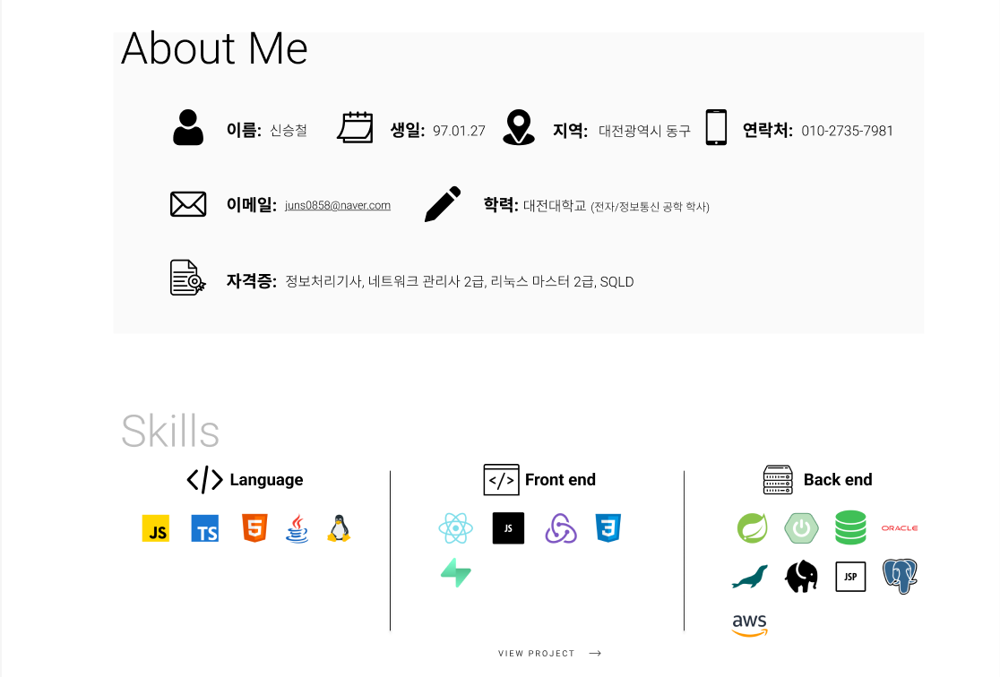 About Me
이름: 신승철 생일: 97.01.27 지역: 대전광역시 동구 연락처: 010-2735-7981
이메일: juns0858@naver.com 학력: 대전대학교 (전자/정보통신 공학 학사)
자격증: 정보처리기사, 네트워크 관리사 2급, 리눅스 마스터 2급, SQLD
Skills
Language Front end Back end
JS TS 5 JS 3 ORACLE
JSP
aws
VIEW PROJECT →